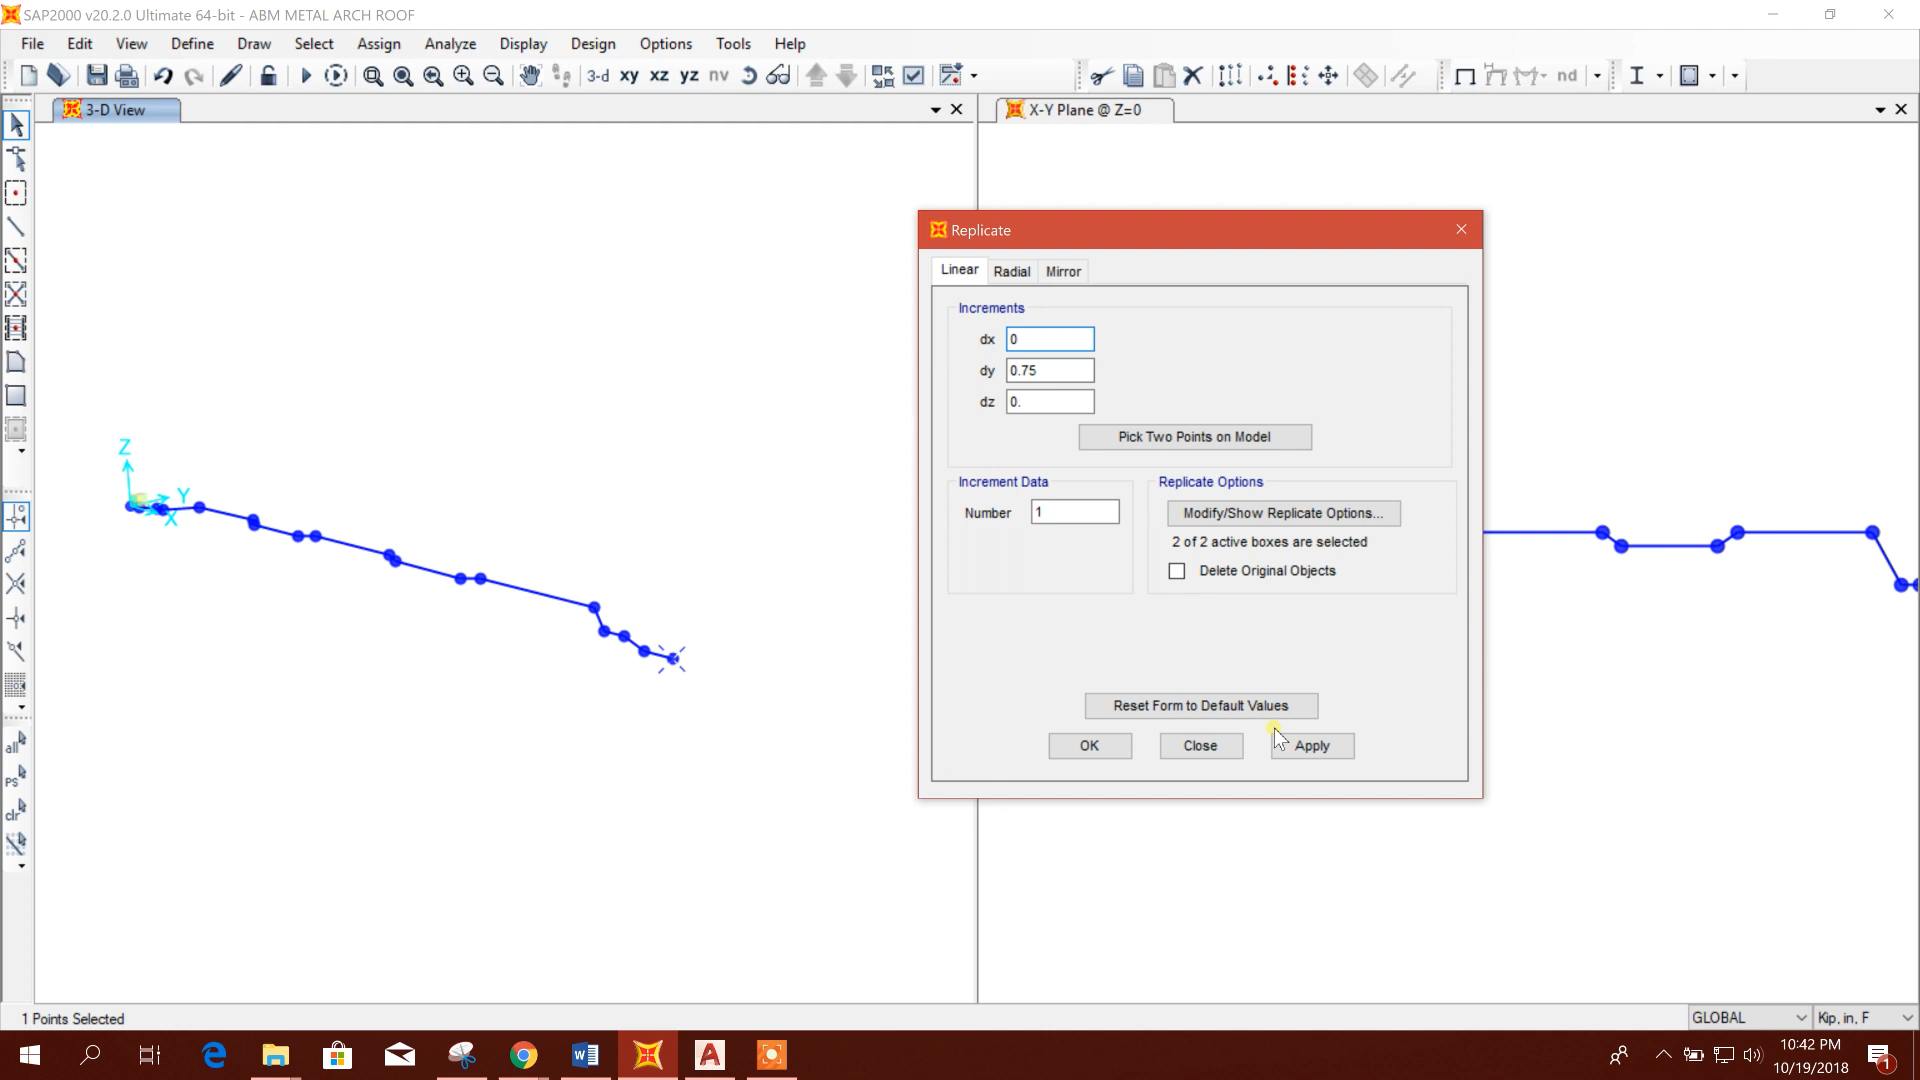 SAP2000 v20.2.0 Ultimate 64-bit - ABM METAL ARCH ROOF
File Edit View Define Draw Select Assign Analyze Display Design Options Tools Help
3-d xy xz yz nv nd
3-D View
X-Y Plane @ Z=0
Replicate
Linear Radial Mirror
Increments
dx 0
dy 0.75
dz 0.
Pick Two Points on Model
Increment Data
Number 1
Replicate Options
Modify/Show Replicate Options...
2 of 2 active boxes are selected
Delete Original Objects
Reset Form to Default Values
OK Close Apply
Z
Y
X
all
PS
clr
1 Points Selected
GLOBAL
Kip, in, F
10:42 PM
10/19/2018
1